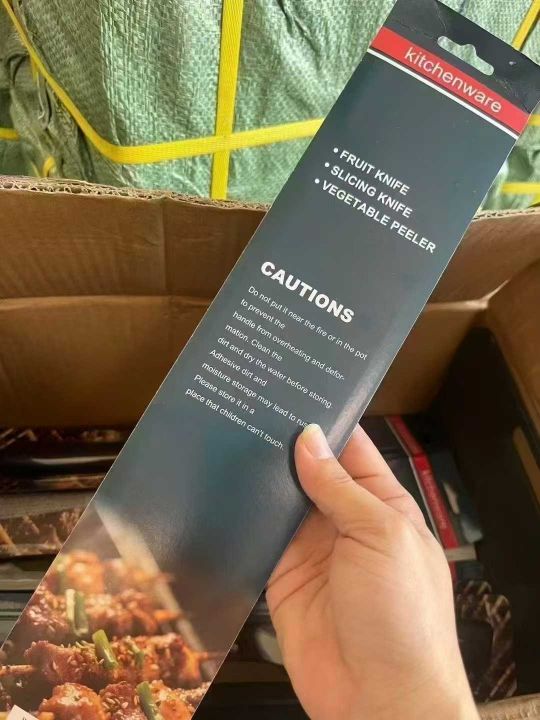 kitchenware
• FRUIT KNIFE
• SLICING KNIFE
• VEGETABLE PEELER
CAUTIONS
Do not put it near the fire or in the pot
to prevent the
handle from overheating and defor-
mation. Clean the
dirt and dry the water before storing
Adhesive dirt and
moisture storage may lead to
Please store it in a
place that children can't touch.